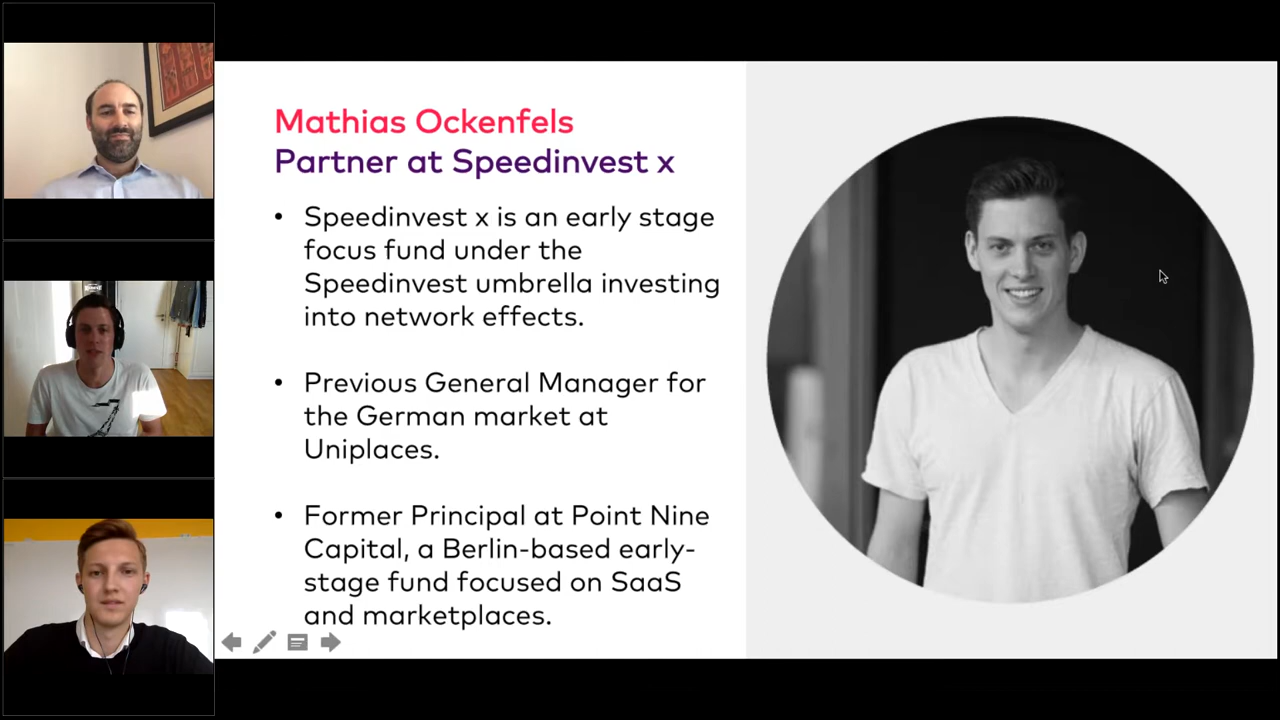 Mathias Ockenfels
Partner at Speedinvest x
• Speedinvest x is an early stage
focus fund under the
Speedinvest umbrella investing
into network effects.
• Previous General Manager for
the German market at
Uniplaces.
• Former Principal at Point Nine
Capital, a Berlin-based early-
stage fund focused on SaaS
and marketplaces.